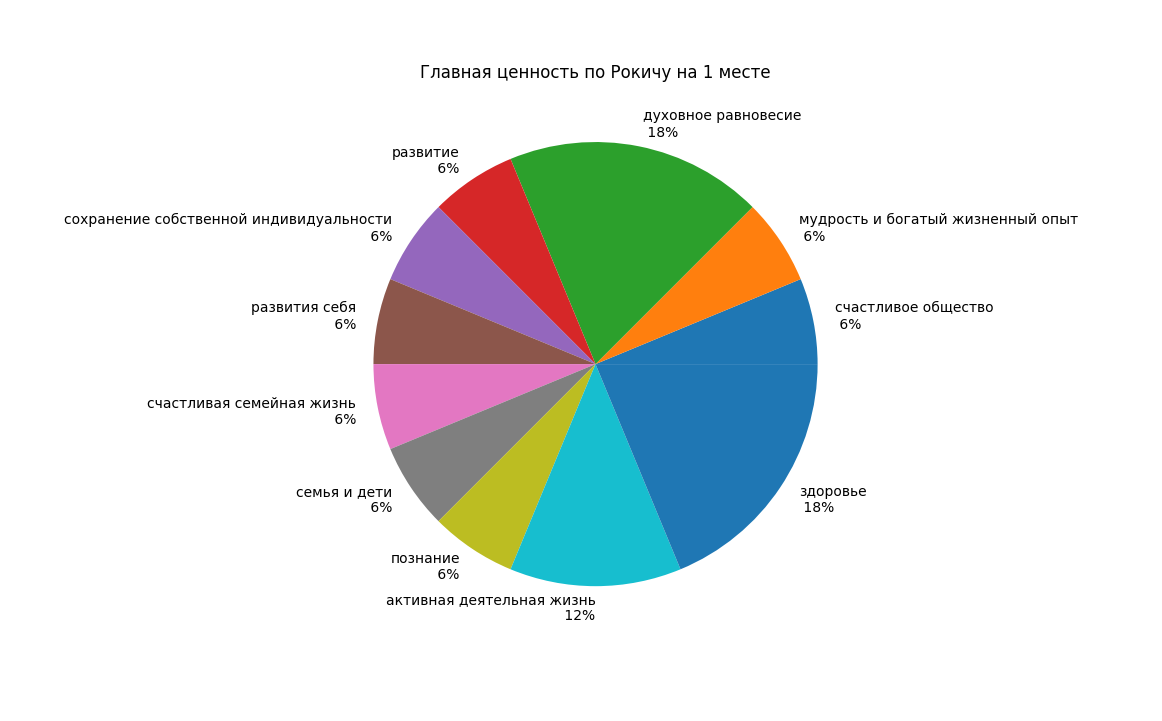 Главная ценность по Рокичу на 1 месте
духовное равновесие
18%
развитие
6%
сохранение собственной индивидуальности
6%
мудрость и богатый жизненный опыт
6%
развития себя
6%
счастливое общество
6%
счастливая семейная жизнь
6%
семья и дети
6%
здоровье
18%
познание
6%
активная деятельная жизнь
12%